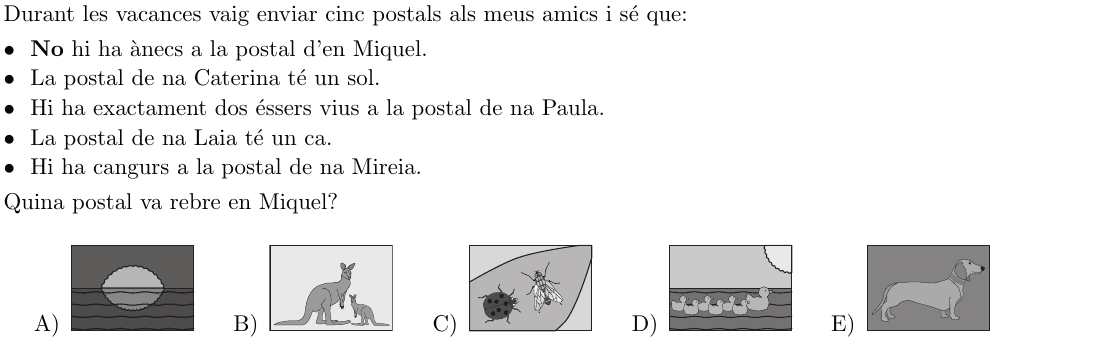 Durant les vacances vaig enviar cinc postals als meus amics i sé que:
• No hi ha ànecs a la postal d'en Miquel.
• La postal de na Caterina té un sol.
• Hi ha exactament dos éssers vius a la postal de na Paula.
• La postal de na Laia té un ca.
• Hi ha cangurs a la postal de na Mireia.
Quina postal va rebre en Miquel?
A) B) C) D) E)